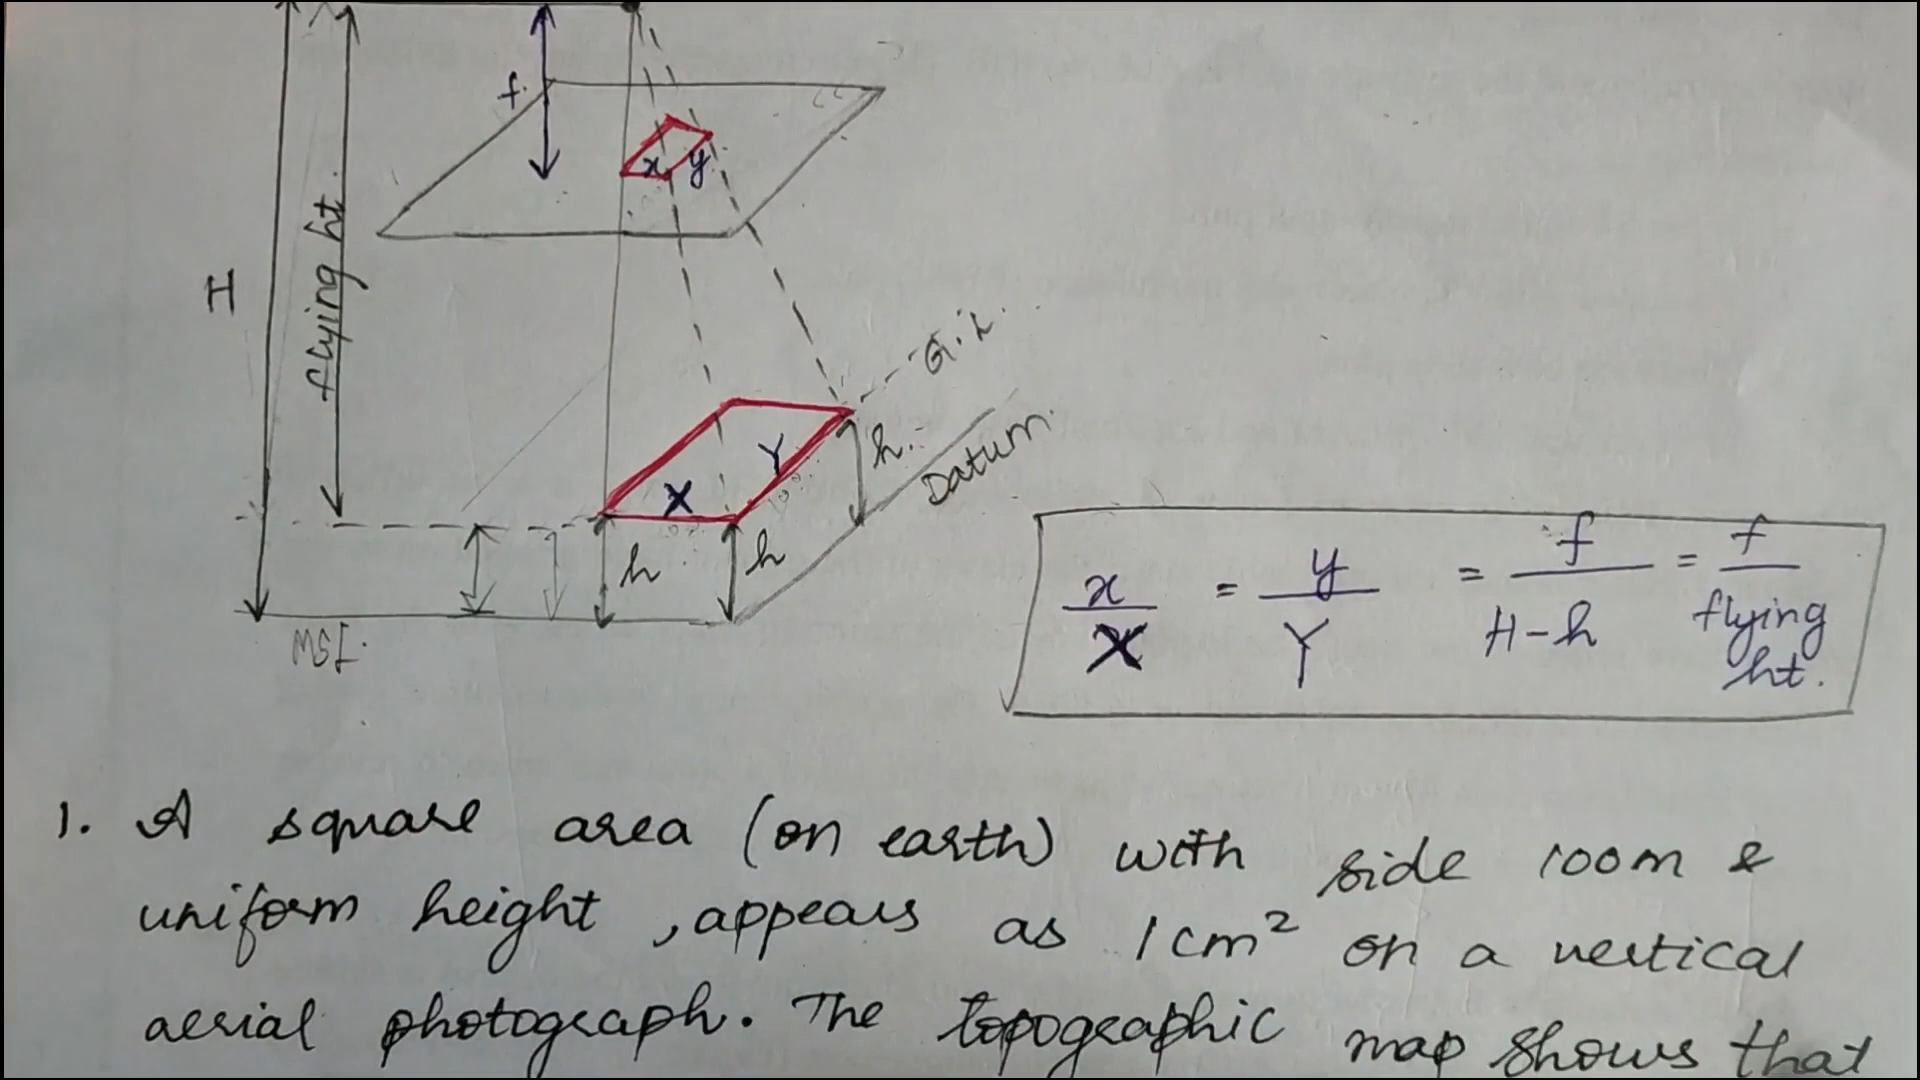 f.
x y
flying ht.
H
G.L.
Y h.
X
Datum
h h
MSL.
x/X = y/Y = f/H-h = f/flying ht.
1. A square area (on earth) with side 100m &
uniform height, appears as 1cm² on a vertical
aerial photograph. The topographic map shows that